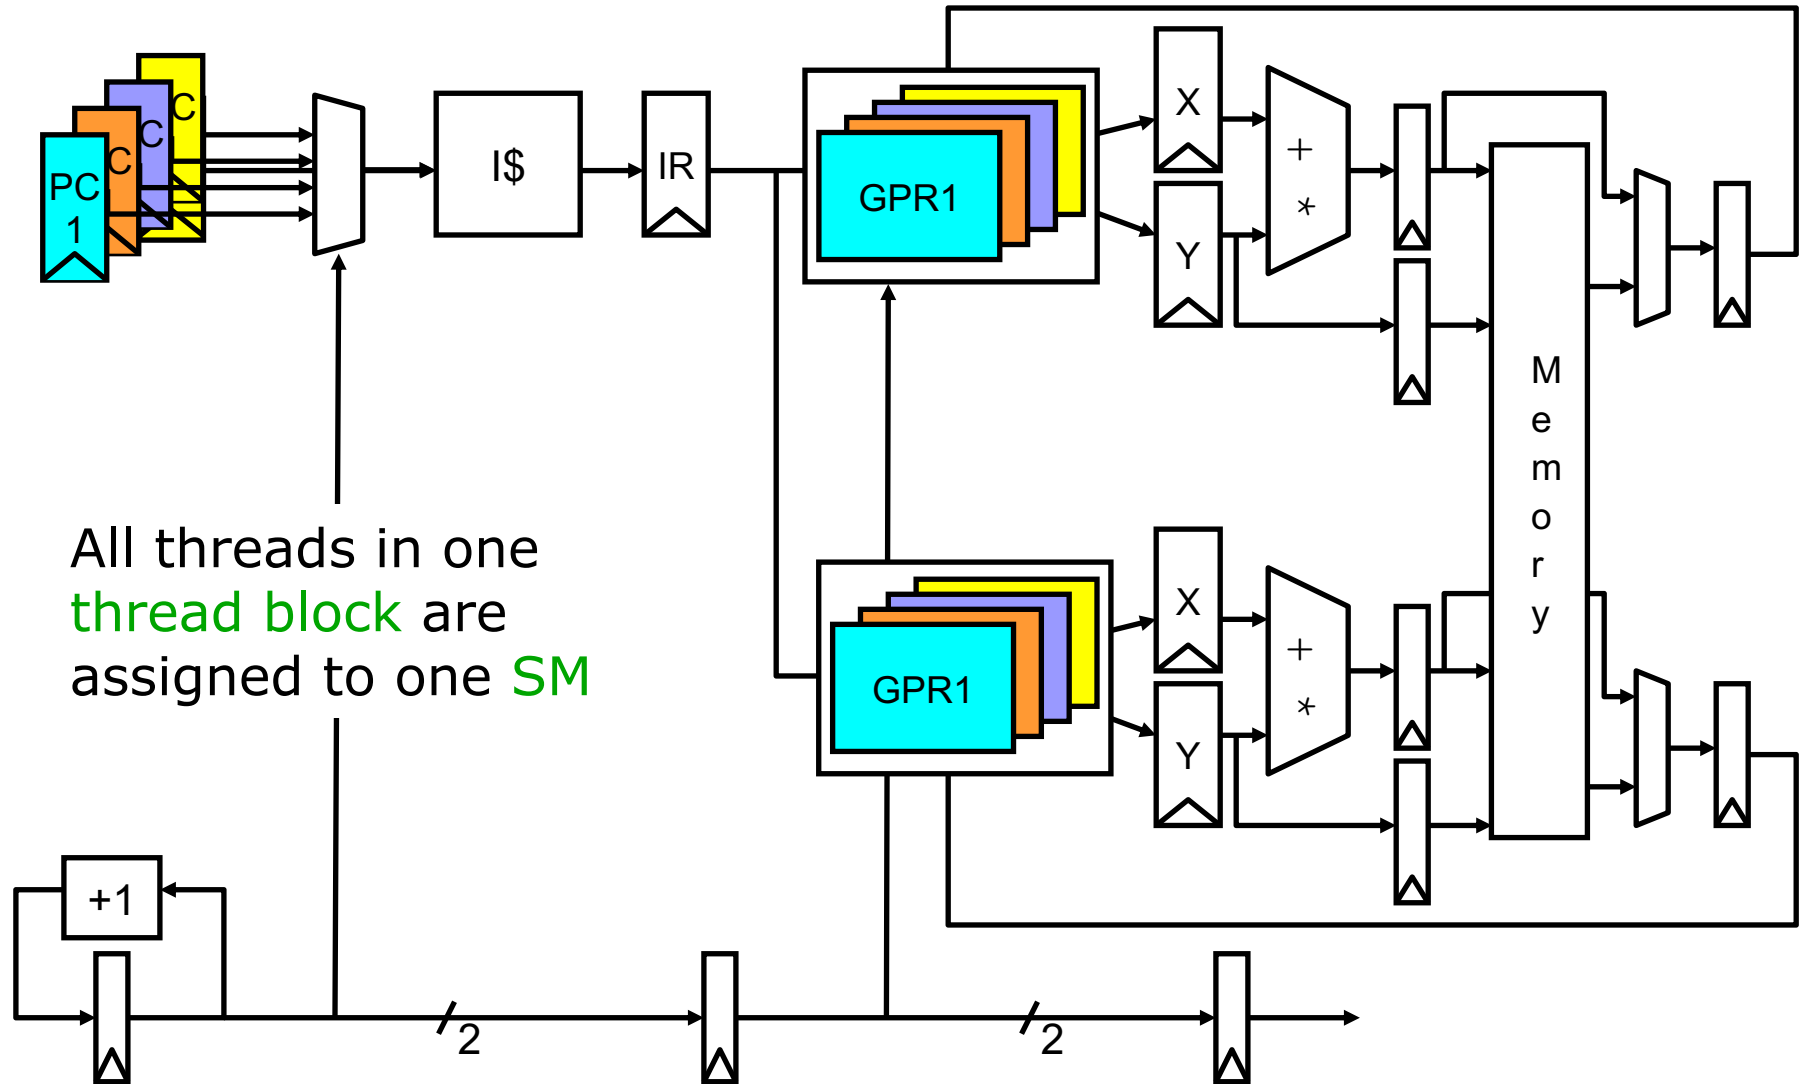 C
C
C
PC
1
I$
IR
GPR1
X
Y
+
*
M
e
m
o
r
y
All threads in one
thread block are
assigned to one SM
GPR1
X
Y
+
*
+1
2
2